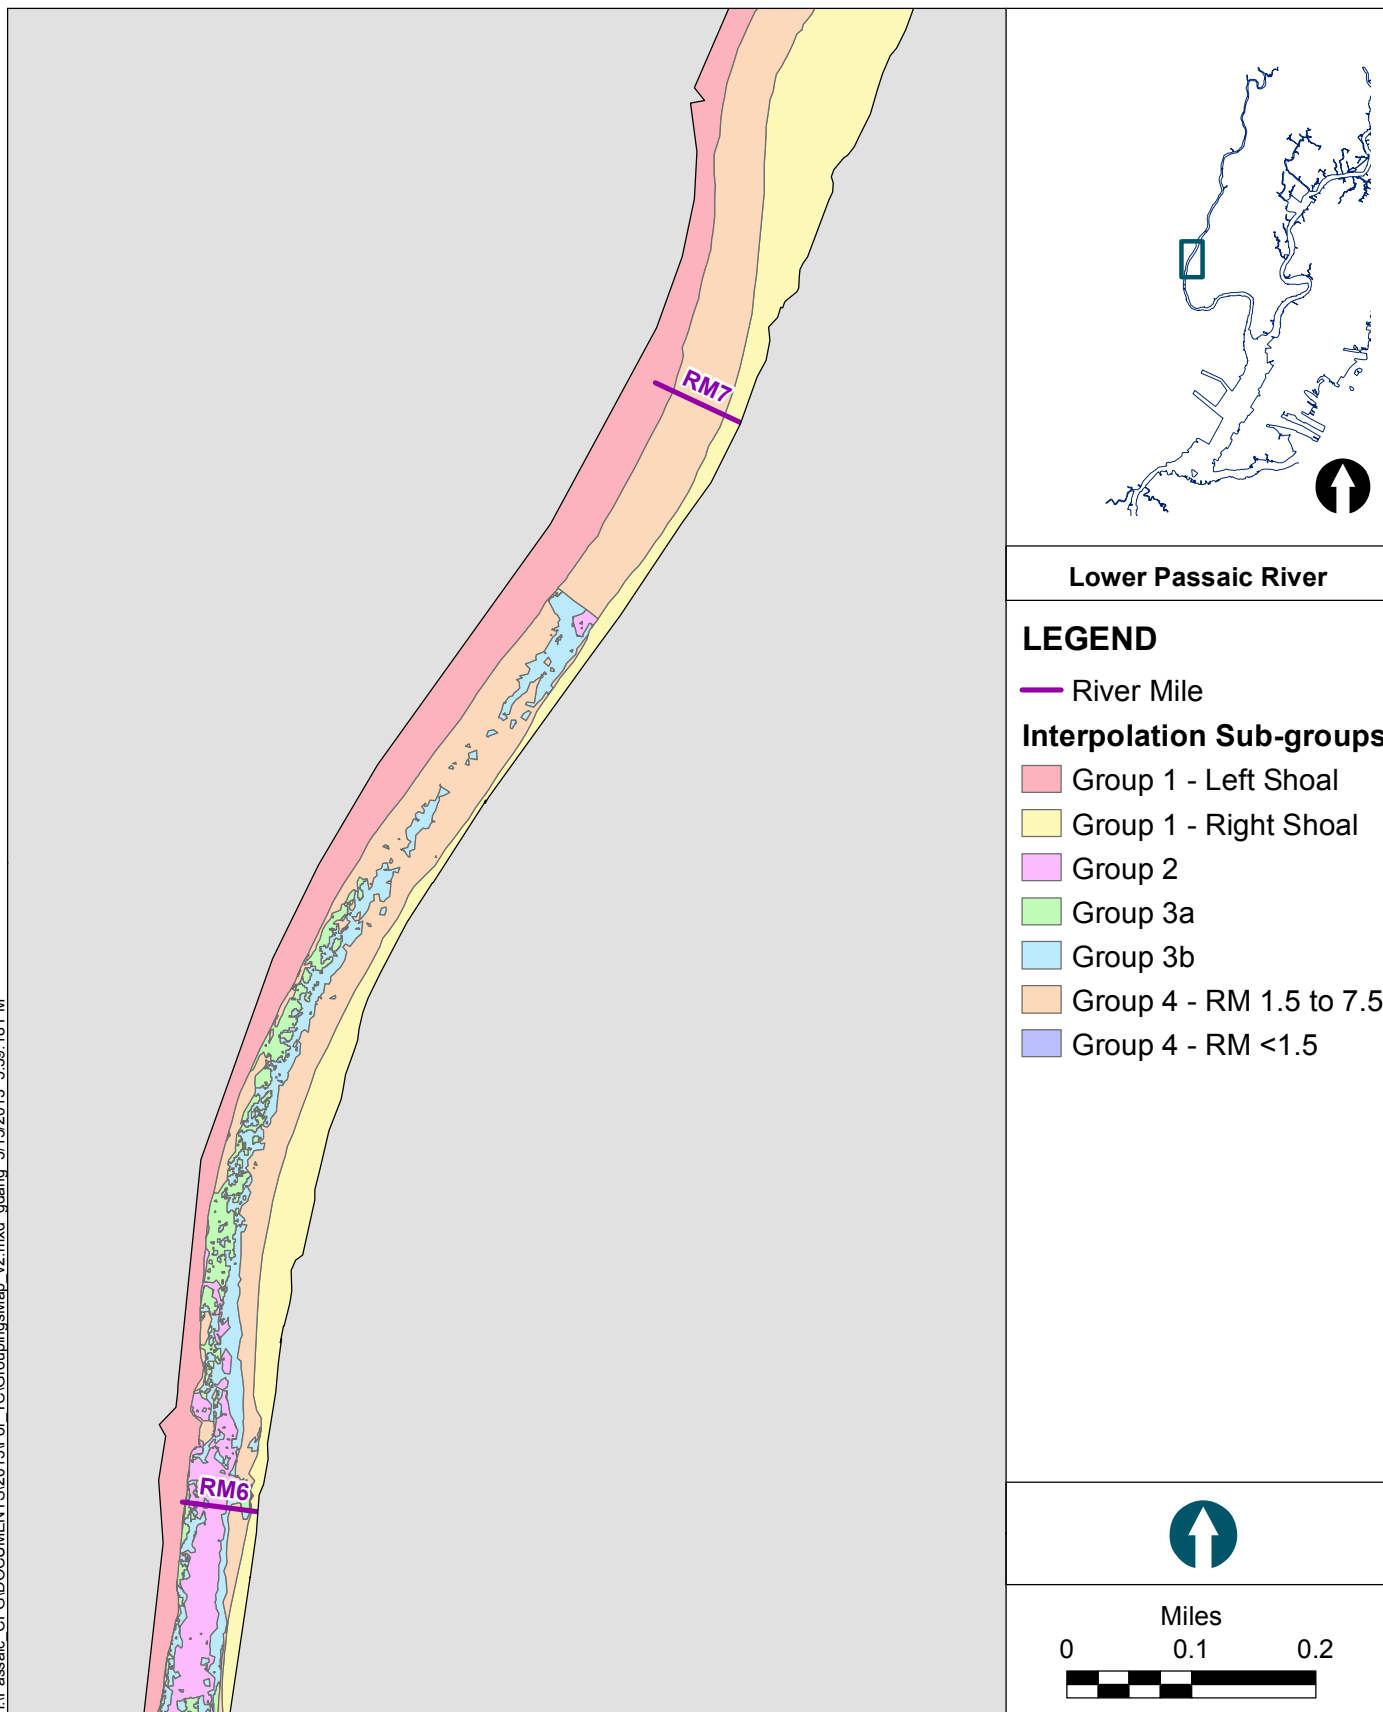 RM7
RM6
Lower Passaic River
LEGEND
River Mile
Interpolation Sub-groups
Group 1 - Left Shoal
Group 1 - Right Shoal
Group 2
Group 3a
Group 3b
Group 4 - RM 1.5 to 7.5
Group 4 - RM <1.5
Miles
0 0.1 0.2